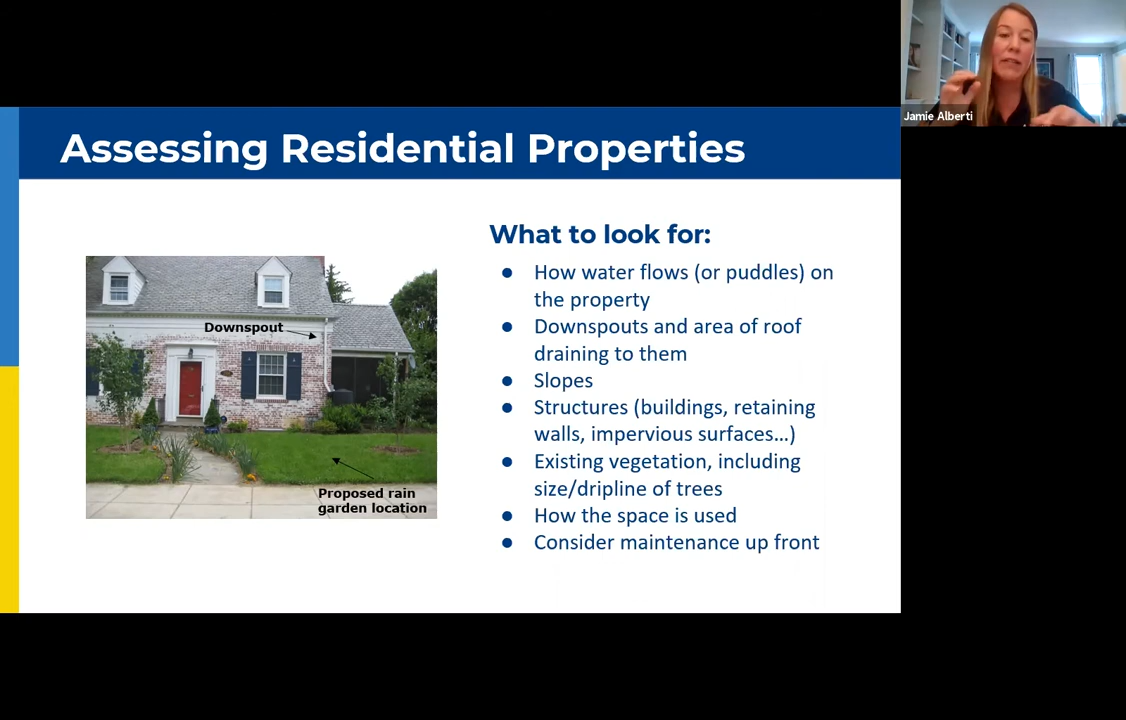 Jamie Alberti
Assessing Residential Properties
Downspout
Proposed rain
garden location
What to look for:
● How water flows (or puddles) on
the property
● Downspouts and area of roof
draining to them
● Slopes
● Structures (buildings, retaining
walls, impervious surfaces…)
● Existing vegetation, including
size/dripline of trees
● How the space is used
● Consider maintenance up front